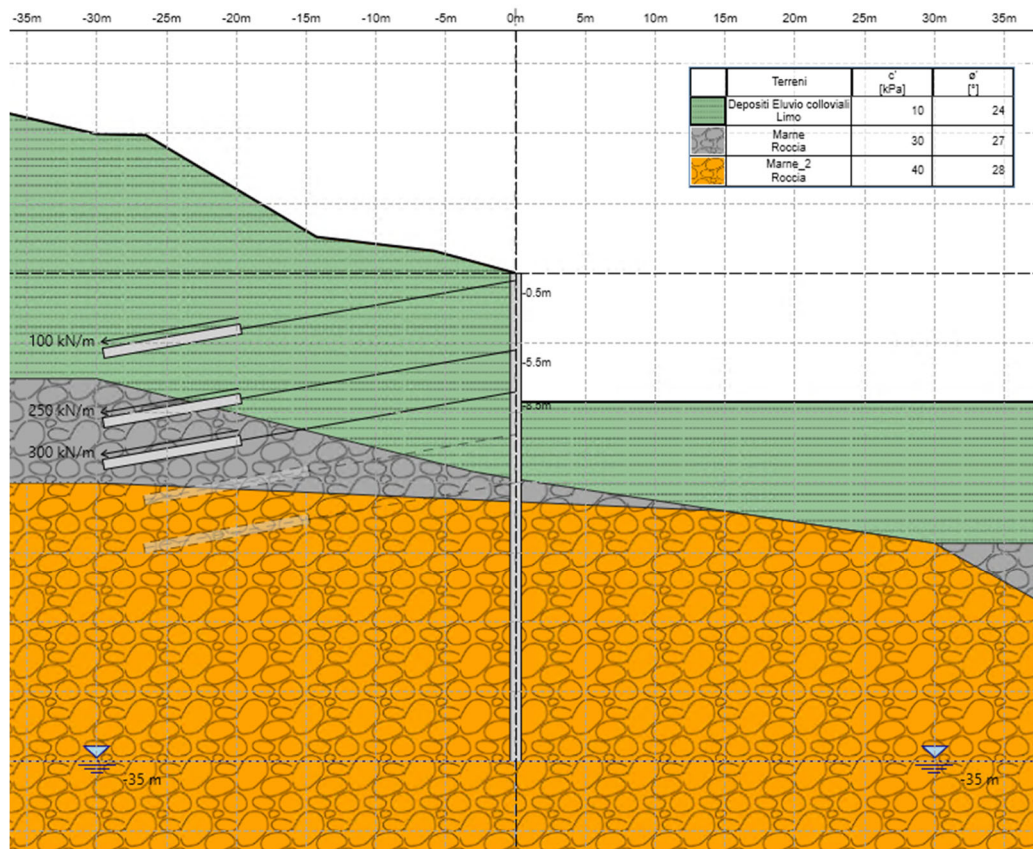 -35m -30m -25m -20m -15m -10m -5m 0m 5m 10m 15m 20m 25m 30m 35m
Terreni c' ø'
[kPa] [°]
Depositi Eluvio colloviali
Limo 10 24
Marne
Roccia 30 27
Marne_2
Roccia 40 28
-0.5m
100 kN/m
-5.5m
250 kN/m
-8.5m
300 kN/m
-35 m -35 m